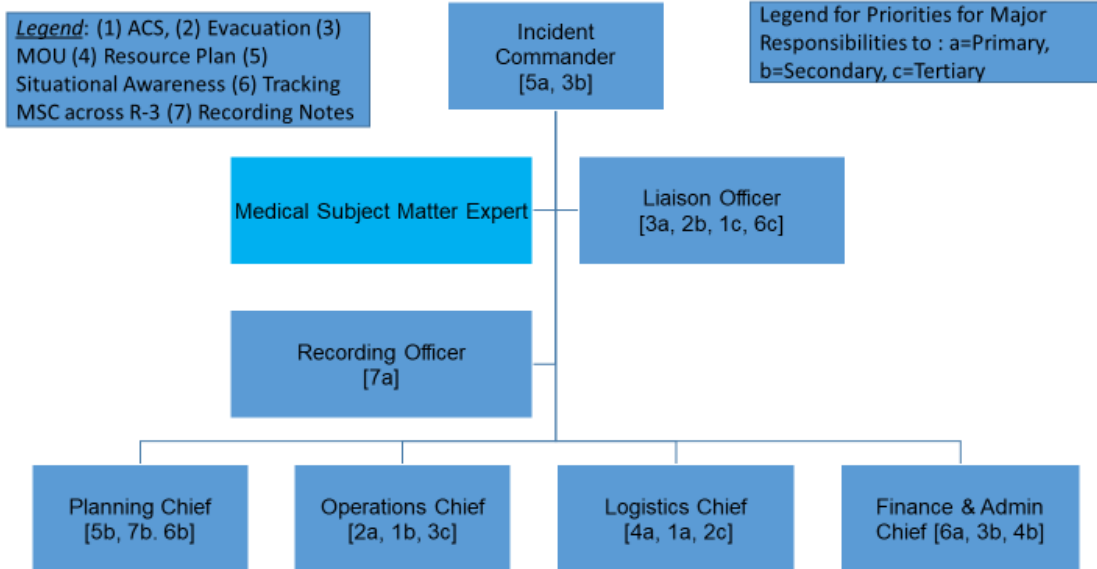 Legend: (1) ACS, (2) Evacuation (3)
MOU (4) Resource Plan (5)
Situational Awareness (6) Tracking
MSC across R-3 (7) Recording Notes
Incident
Commander
[5a, 3b]
Legend for Priorities for Major
Responsibilities to : a=Primary,
b=Secondary, c=Tertiary
Medical Subject Matter Expert
Liaison Officer
[3a, 2b, 1c, 6c]
Recording Officer
[7a]
Planning Chief
[5b, 7b. 6b]
Operations Chief
[2a, 1b, 3c]
Logistics Chief
[4a, 1a, 2c]
Finance & Admin
Chief [6a, 3b, 4b]